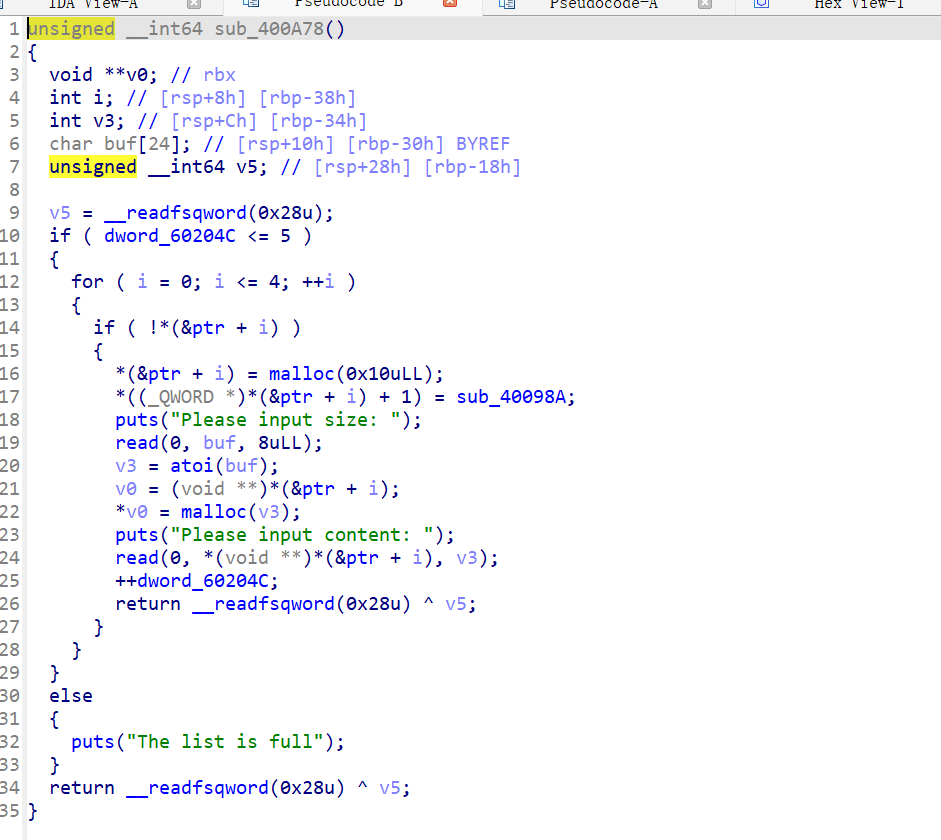 IDA View-A Pseudocode-B Pseudocode-A Hex View-1
1 unsigned __int64 sub_400A78()
2 {
3 void **v0; // rbx
4 int i; // [rsp+8h] [rbp-38h]
5 int v3; // [rsp+Ch] [rbp-34h]
6 char buf[24]; // [rsp+10h] [rbp-30h] BYREF
7 unsigned __int64 v5; // [rsp+28h] [rbp-18h]
8
9 v5 = __readfsqword(0x28u);
10 if ( dword_60204C <= 5 )
11 {
12 for ( i = 0; i <= 4; ++i )
13 {
14 if ( !*(&ptr + i) )
15 {
16 *(&ptr + i) = malloc(0x10uLL);
17 *((_QWORD *)*(&ptr + i) + 1) = sub_40098A;
18 puts("Please input size: ");
19 read(0, buf, 8uLL);
20 v3 = atoi(buf);
21 v0 = (void **)*(&ptr + i);
22 *v0 = malloc(v3);
23 puts("Please input content: ");
24 read(0, *(void **)*(&ptr + i), v3);
25 ++dword_60204C;
26 return __readfsqword(0x28u) ^ v5;
27 }
28 }
29 }
30 else
31 {
32 puts("The list is full");
33 }
34 return __readfsqword(0x28u) ^ v5;
35 }